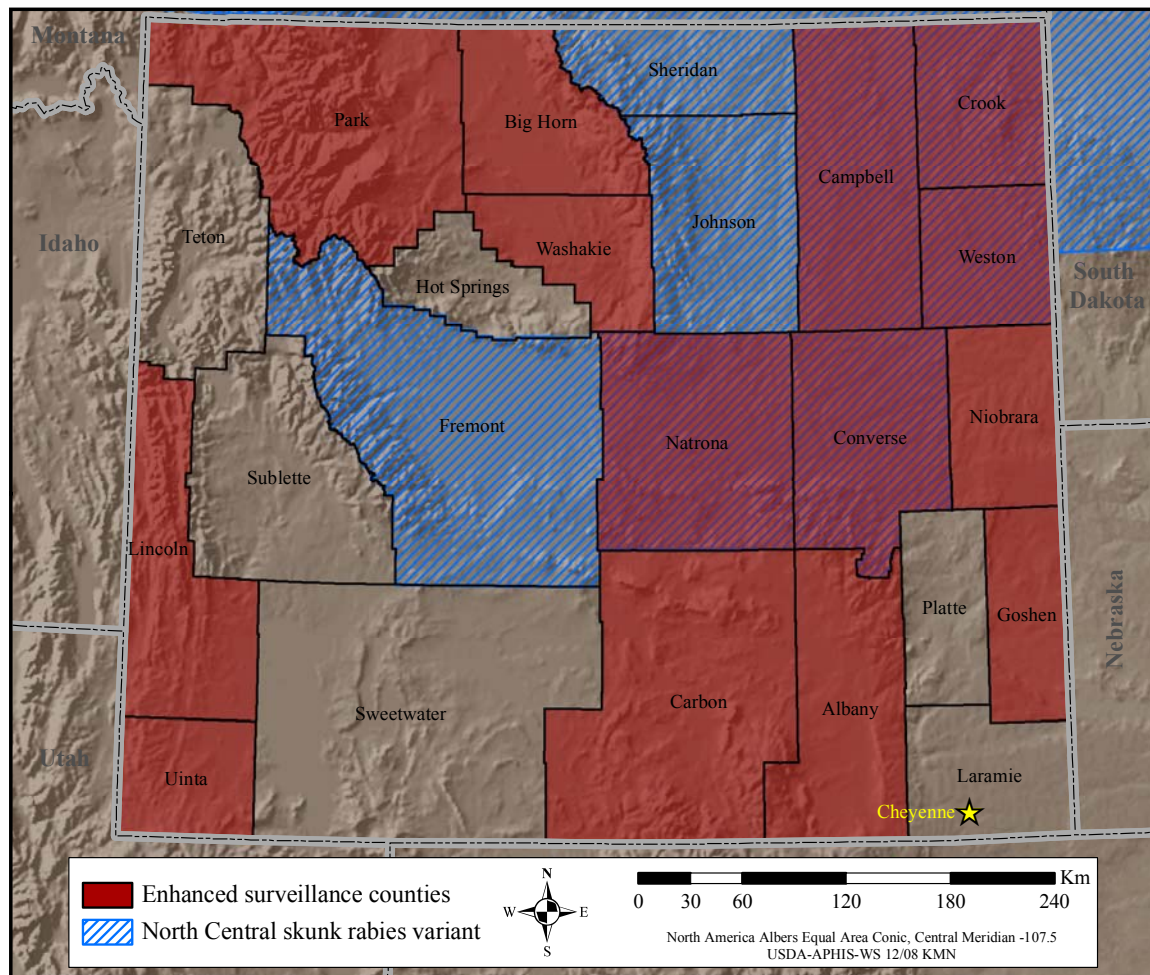 Montana
Sheridan
Crook
Park
Big Horn
Campbell
Johnson
Teton
Idaho
Washakie
Weston
Hot Springs
South
Dakota
Fremont
Natrona
Converse
Niobrara
Sublette
Lincoln
Platte
Goshen
Nebraska
Carbon
Albany
Sweetwater
Utah
Uinta
Laramie
Cheyenne
Enhanced surveillance counties
North Central skunk rabies variant
N
W E
S
Km
0 30 60 120 180 240
North America Albers Equal Area Conic, Central Meridian -107.5
USDA-APHIS-WS 12/08 KMN